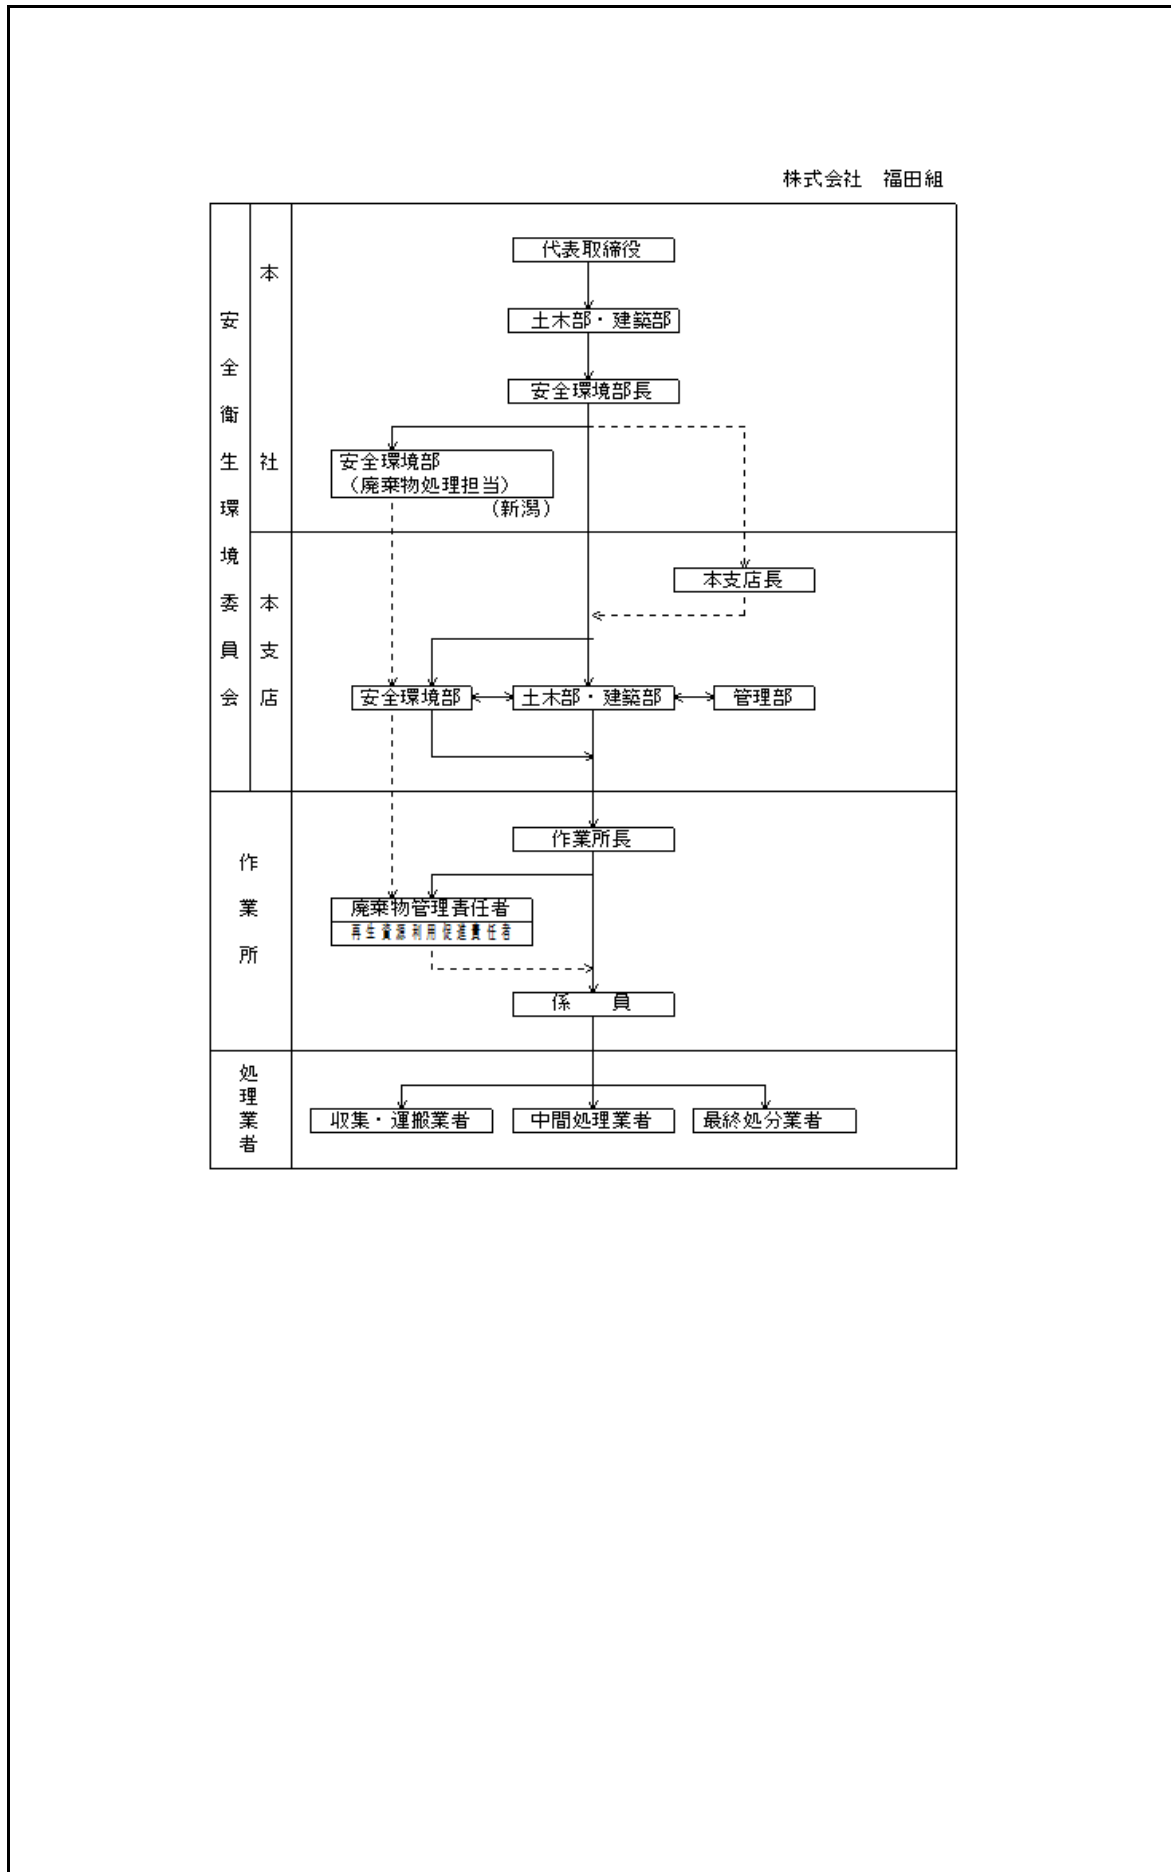 株式会社　福田組
安全衛生環境委員会
本社
代表取締役
土木部・建築部
安全環境部長
安全環境部
（廃棄物処理担当）
（新潟）
本支店
本支店長
安全環境部
土木部・建築部
管理部
作業所
作業所長
廃棄物管理責任者
再生資源利用促進責任者
係　員
処理業者
収集・運搬業者
中間処理業者
最終処分業者